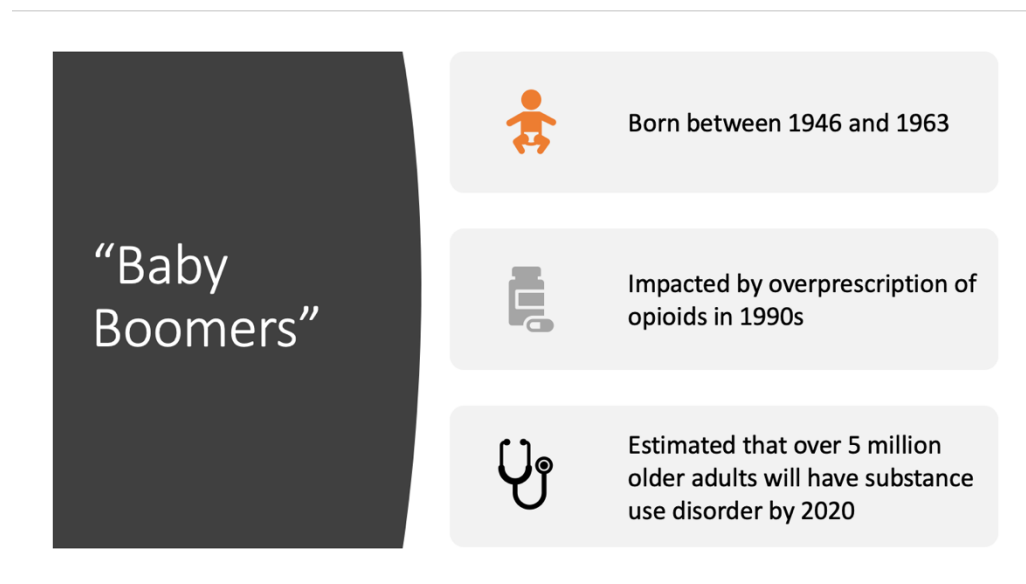 “Baby
Boomers”
Born between 1946 and 1963
Impacted by overprescription of
opioids in 1990s
Estimated that over 5 million
older adults will have substance
use disorder by 2020